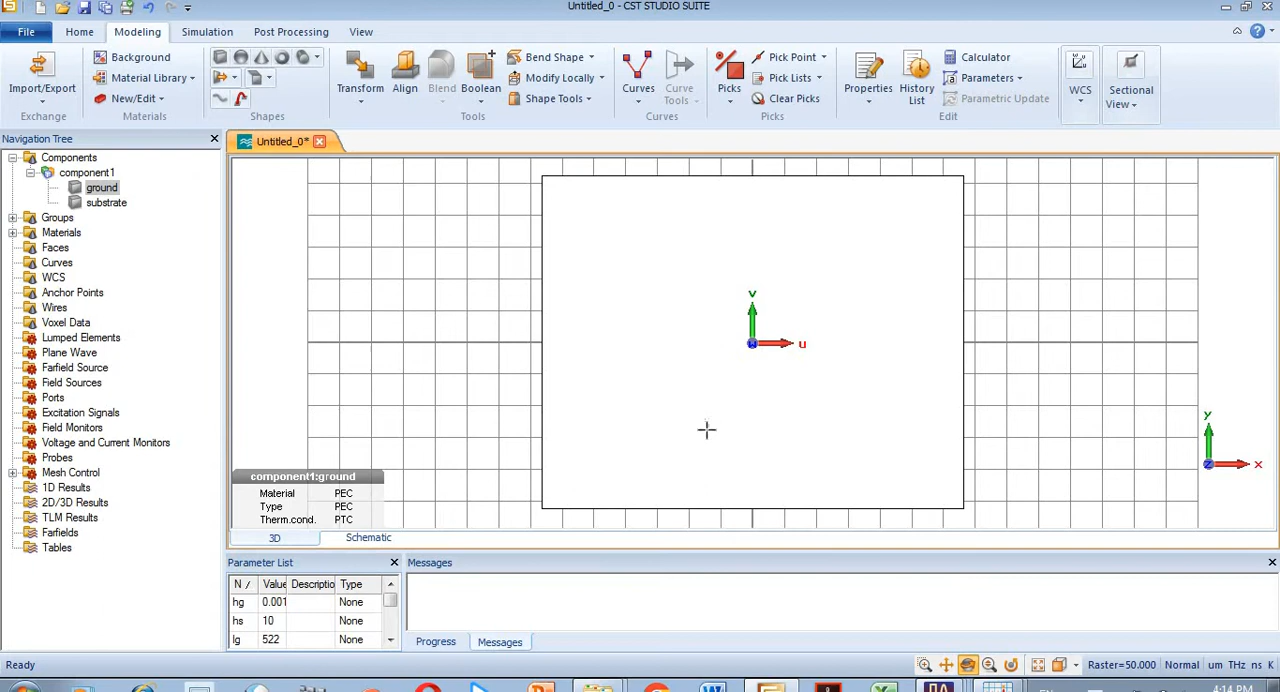 Untitled_0 - CST STUDIO SUITE
File Home Modeling Simulation Post Processing View
Import/Export
Exchange
Background
Material Library
New/Edit
Materials
Shapes
Transform
Align
Blend
Boolean
Bend Shape
Modify Locally
Shape Tools
Tools
Curves
Curve Tools
Curves
Picks
Pick Point
Pick Lists
Clear Picks
Picks
Properties
History List
Calculator
Parameters
Parametric Update
Edit
WCS
Sectional View
Navigation Tree
Untitled_0*
Components
component1
ground
substrate
Groups
Materials
Faces
Curves
WCS
Anchor Points
Wires
Voxel Data
Lumped Elements
Plane Wave
Farfield Source
Field Sources
Ports
Excitation Signals
Field Monitors
Voltage and Current Monitors
Probes
Mesh Control
1D Results
2D/3D Results
TLM Results
Farfields
Tables
v
u
w
y
x
z
component1:ground
Material PEC
Type PEC
Therm.cond. PTC
3D Schematic
Parameter List
N / Value Descriptio Type
hg 0.001 None
hs 10 None
lg 522 None
Messages
Progress Messages
Ready
Raster=50.000 Normal um THz ns K
4:14 PM